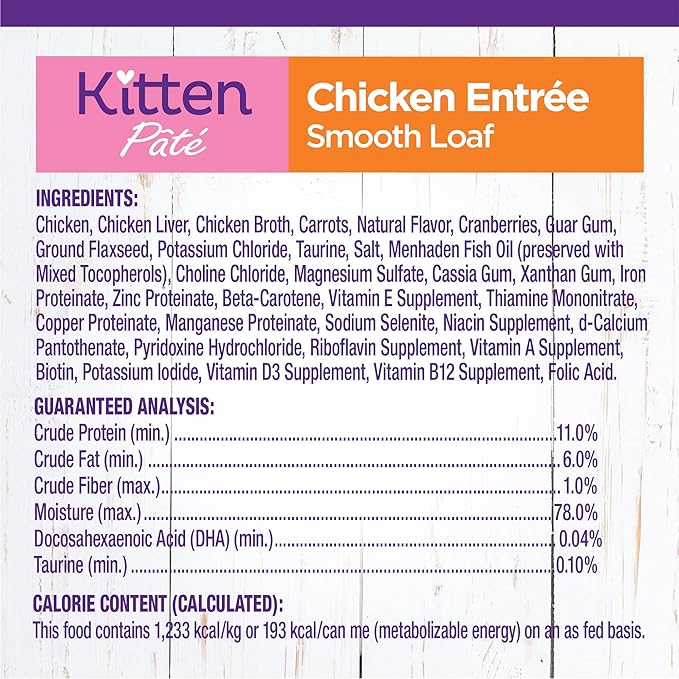 Kitten
Pâté
Chicken Entrée
Smooth Loaf
INGREDIENTS:
Chicken, Chicken Liver, Chicken Broth, Carrots, Natural Flavor, Cranberries, Guar Gum,
Ground Flaxseed, Potassium Chloride, Taurine, Salt, Menhaden Fish Oil (preserved with
Mixed Tocopherols), Choline Chloride, Magnesium Sulfate, Cassia Gum, Xanthan Gum, Iron
Proteinate, Zinc Proteinate, Beta-Carotene, Vitamin E Supplement, Thiamine Mononitrate,
Copper Proteinate, Manganese Proteinate, Sodium Selenite, Niacin Supplement, d-Calcium
Pantothenate, Pyridoxine Hydrochloride, Riboflavin Supplement, Vitamin A Supplement,
Biotin, Potassium Iodide, Vitamin D3 Supplement, Vitamin B12 Supplement, Folic Acid.
GUARANTEED ANALYSIS:
Crude Protein (min.)...11.0%
Crude Fat (min.)...6.0%
Crude Fiber (max.)...1.0%
Moisture (max.)...78.0%
Docosahexaenoic Acid (DHA) (min.)...0.04%
Taurine (min.)...0.10%
CALORIE CONTENT (CALCULATED):
This food contains 1,233 kcal/kg or 193 kcal/can me (metabolizable energy) on an as fed basis.